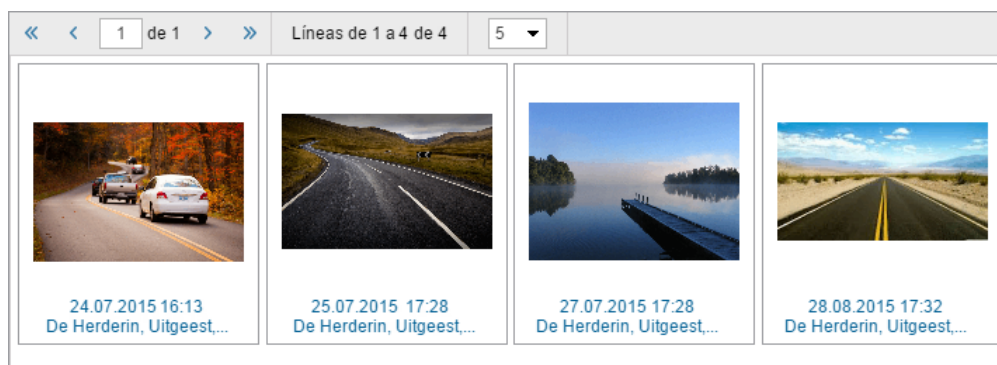 « ‹ 1 de 1 › » Líneas de 1 a 4 de 4 5
24.07.2015 16:13
De Herderin, Uitgeest,...
25.07.2015 17:28
De Herderin, Uitgeest,...
27.07.2015 17:28
De Herderin, Uitgeest,...
28.08.2015 17:32
De Herderin, Uitgeest,...